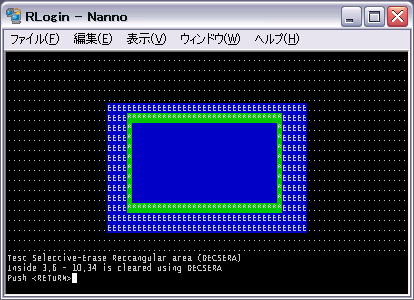 RLogin - Nanno
ファイル(F) 編集(E) 表示(V) ウィンドウ(W) ヘルプ(H)
Test Selective-Erase Rectangular area (DECSERA)
Inside 3,6 - 10,34 is cleared using DECSERA
Push <RETURN>